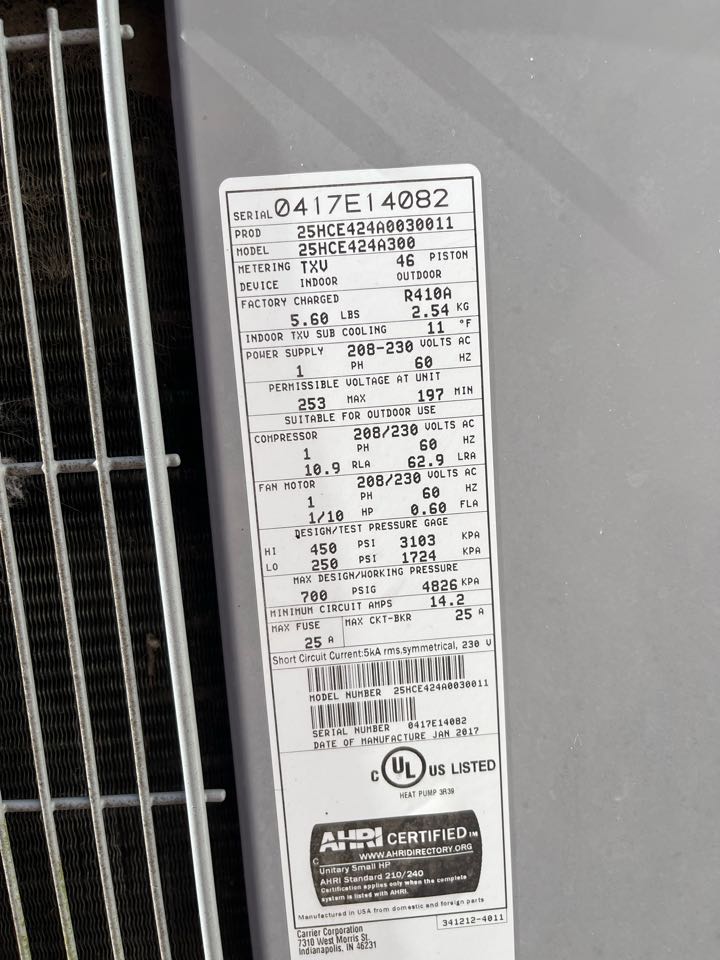 SERIAL 0417E14082
PROD 25HCE424A0030011
MODEL 25HCE424A300
METERING TXV 46 PISTON
DEVICE INDOOR OUTDOOR
FACTORY CHARGED R410A
5.60 LBS 2.54 KG
INDOOR TXV SUB COOLING 11 °F
POWER SUPPLY 208-230 VOLTS AC
1 PH 60 HZ
PERMISSIBLE VOLTAGE AT UNIT
253 MAX 197 MIN
SUITABLE FOR OUTDOOR USE
COMPRESSOR 208/230 VOLTS AC
1 PH 60 HZ
10.9 RLA 62.9 LRA
FAN MOTOR 208/230 VOLTS AC
1 PH 60 HZ
1/10 HP 0.60 FLA
DESIGN/TEST PRESSURE GAGE
HI 450 PSI 3103 KPA
LO 250 PSI 1724 KPA
MAX DESIGN/WORKING PRESSURE
700 PSIG 4826 KPA
MINIMUM CIRCUIT AMPS 14.2
MAX FUSE MAX CKT-BKR 25 A
25 A
Short Circuit Current:5kA rms.symmetrical, 230 V
MODEL NUMBER 25HCE424A0030011
SERIAL NUMBER 0417E14082
DATE OF MANUFACTURE JAN 2017
C UL US LISTED
HEAT PUMP 3R39
AHRI CERTIFIED TM
C WWW.AHRIDIRECTORY.ORG
Unitary Small HP
AHRI Standard 210/240
Certification applies only when the complete
system is listed with AHRI.
Manufactured in USA from domestic and foreign parts
341212-4011
Carrier Corporation
7310 West Morris St.
Indianapolis, IN 46231